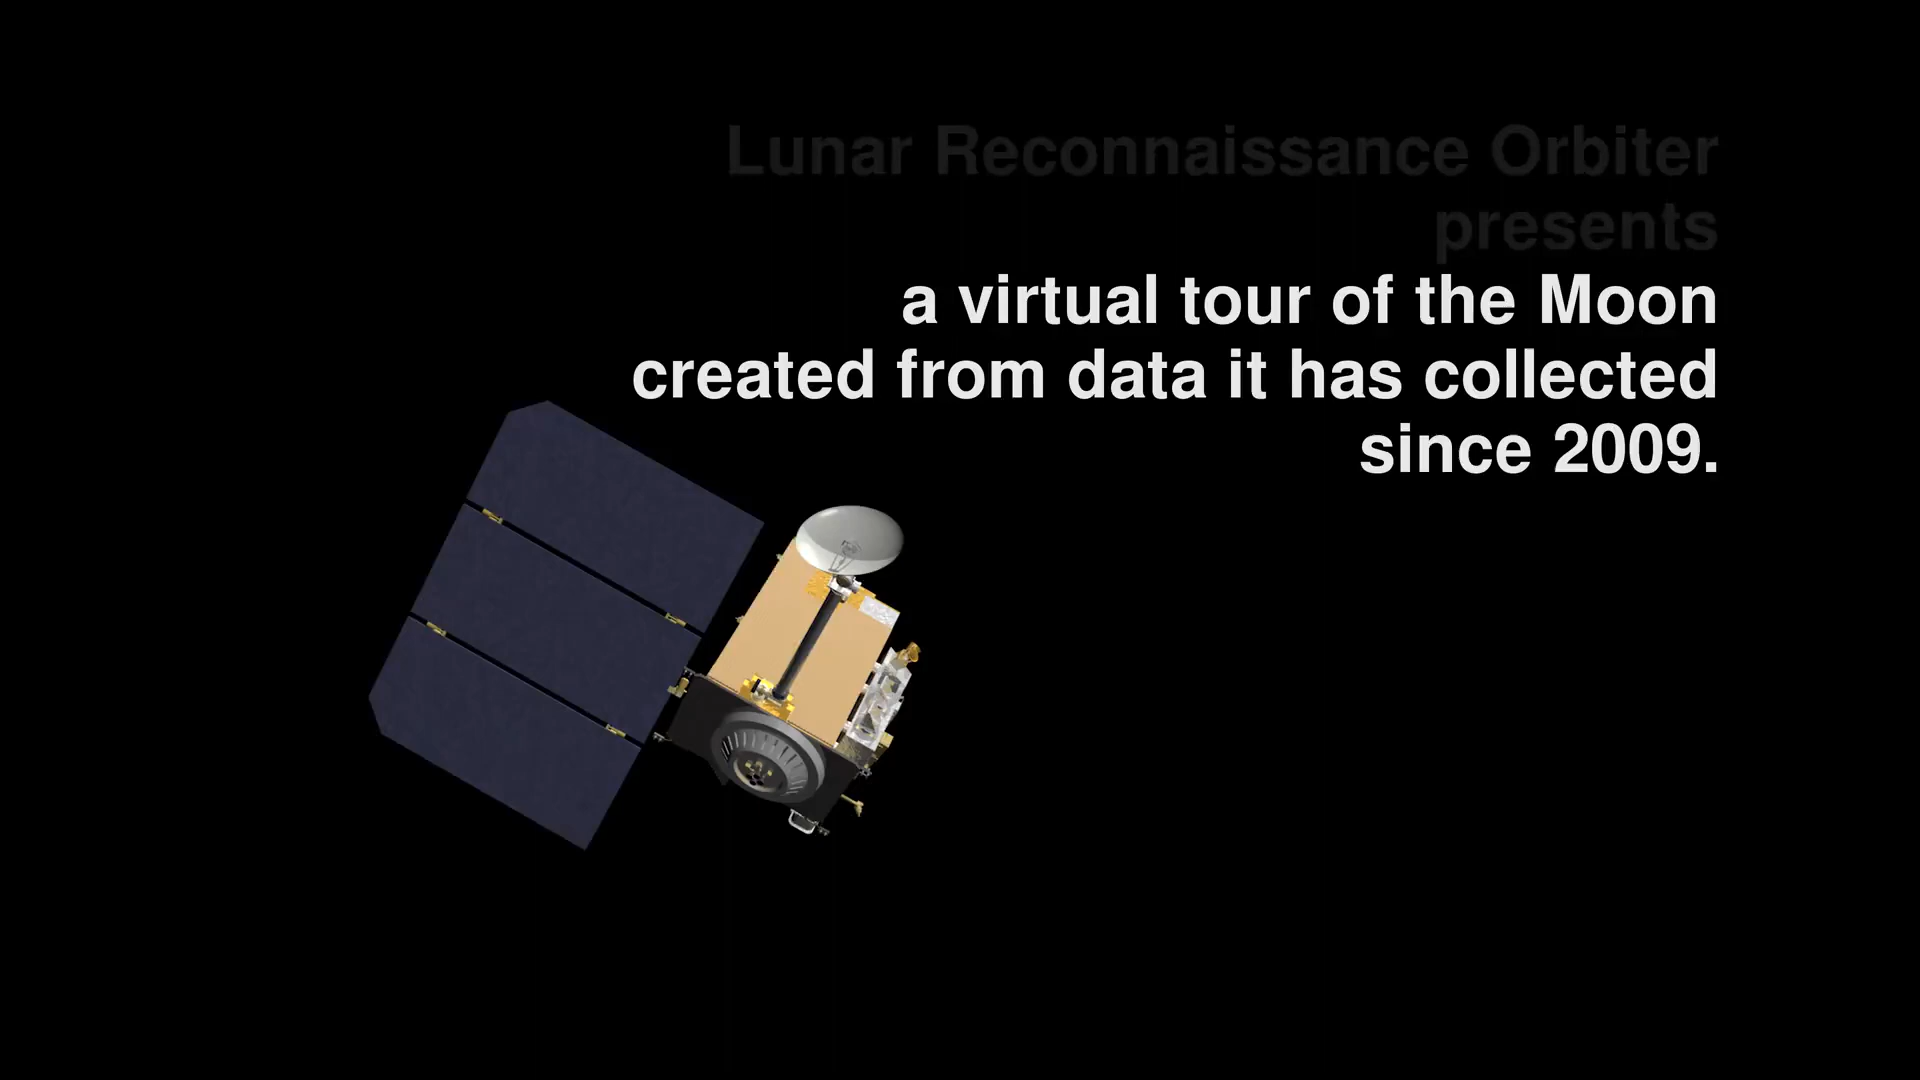 Lunar Reconnaissance Orbiter
presents
a virtual tour of the Moon
created from data it has collected
since 2009.